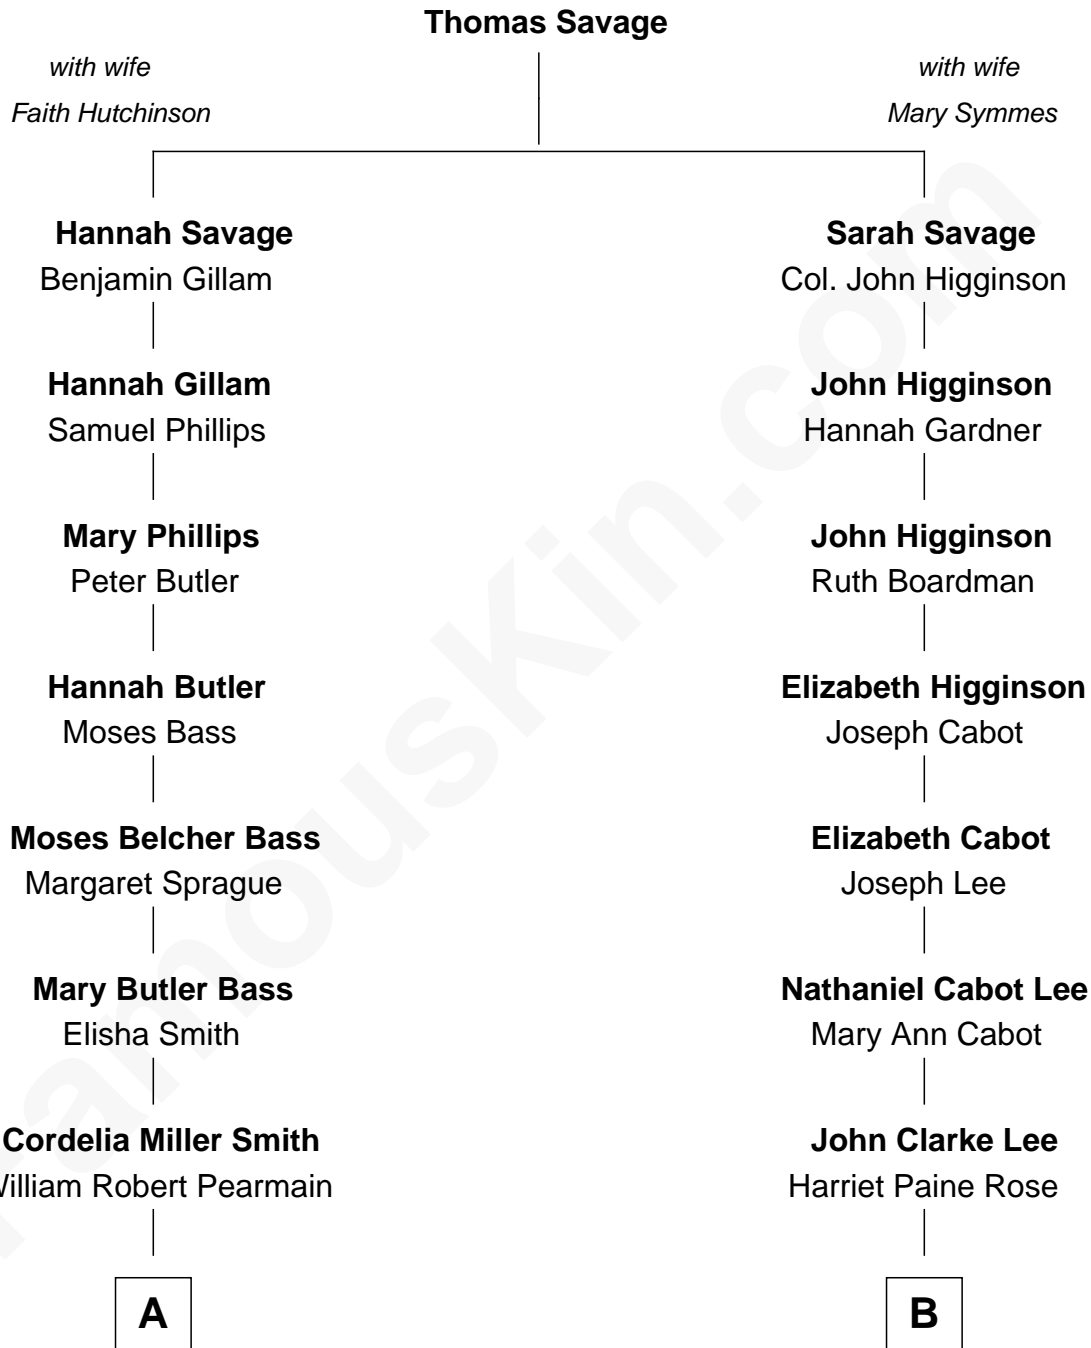 Thomas Savage
with wife
Faith Hutchinson
with wife
Mary Symmes
Hannah Savage
Benjamin Gillam
Sarah Savage
Col. John Higginson
Hannah Gillam
Samuel Phillips
John Higginson
Hannah Gardner
Mary Phillips
Peter Butler
John Higginson
Ruth Boardman
Hannah Butler
Moses Bass
Elizabeth Higginson
Joseph Cabot
Moses Belcher Bass
Margaret Sprague
Elizabeth Cabot
Joseph Lee
Mary Butler Bass
Elisha Smith
Nathaniel Cabot Lee
Mary Ann Cabot
Cordelia Miller Smith
William Robert Pearmain
John Clarke Lee
Harriet Paine Rose
A
B
FamousKin.com